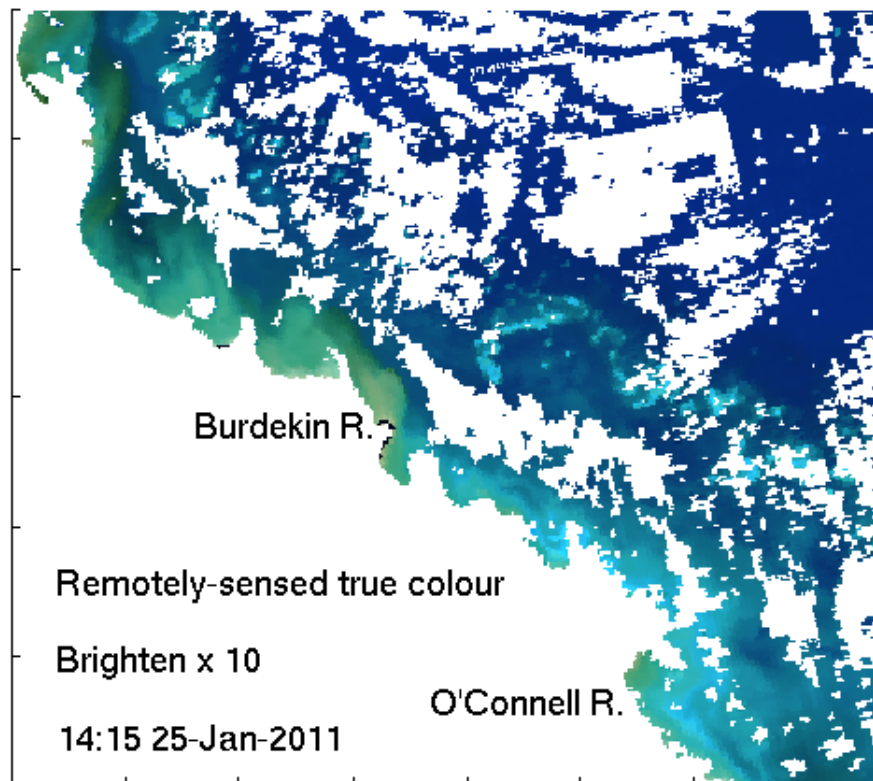 Burdekin R.
Remotely-sensed true colour
Brighten x 10
O'Connell R.
14:15 25-Jan-2011